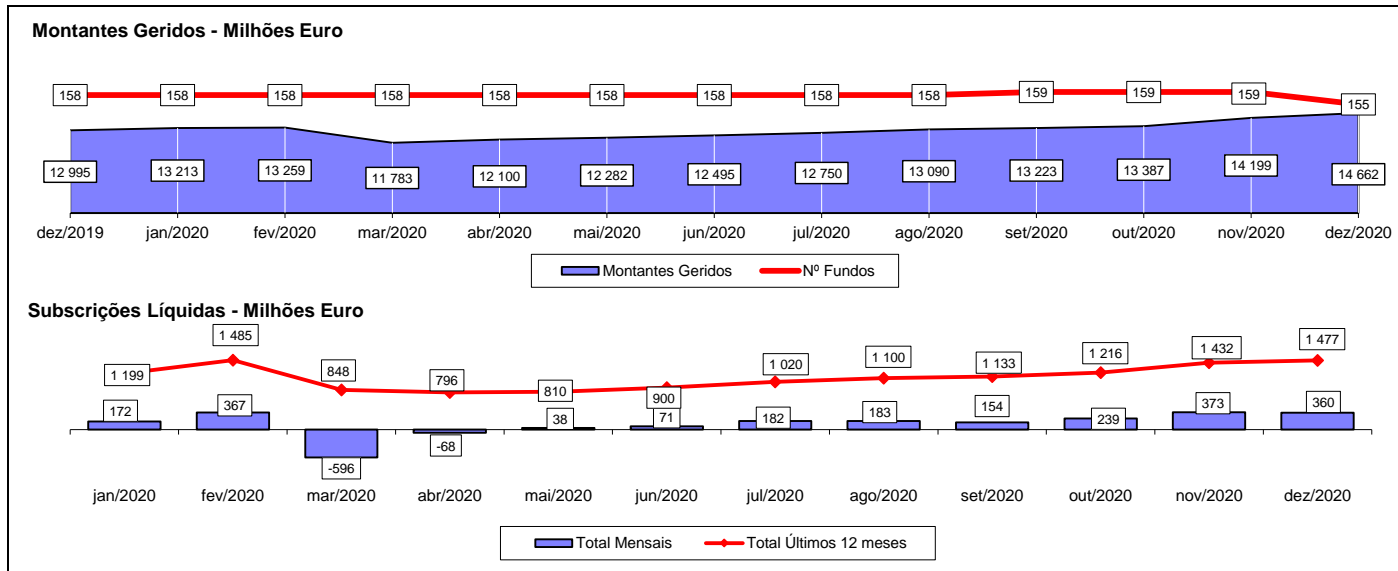 Montantes Geridos - Milhões Euro
158 158 158 158 158 158 158 158 158 159 159 159 155
12 995 13 213 13 259 11 783 12 100 12 282 12 495 12 750 13 090 13 223 13 387 14 199 14 662
dez/2019 jan/2020 fev/2020 mar/2020 abr/2020 mai/2020 jun/2020 jul/2020 ago/2020 set/2020 out/2020 nov/2020 dez/2020
Montantes Geridos Nº Fundos
Subscrições Líquidas - Milhões Euro
1 199 1 485 848 796 810 900 1 020 1 100 1 133 1 216 1 432 1 477
172 367 -596 -68 38 71 182 183 154 239 373 360
jan/2020 fev/2020 mar/2020 abr/2020 mai/2020 jun/2020 jul/2020 ago/2020 set/2020 out/2020 nov/2020 dez/2020
Total Mensais Total Últimos 12 meses